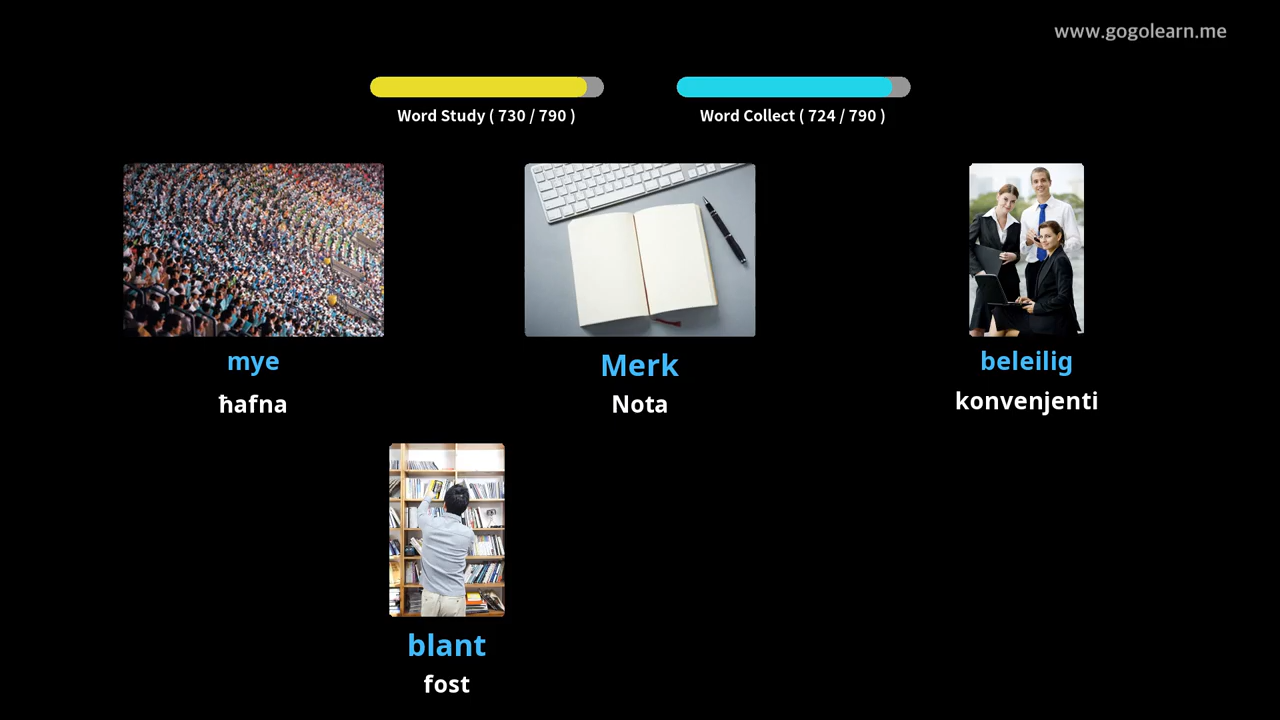 www.gogolearn.me
Word Study ( 730 / 790 )
Word Collect ( 724 / 790 )
mye
Merk
beleilig
ħafna
Nota
konvenjenti
blant
fost